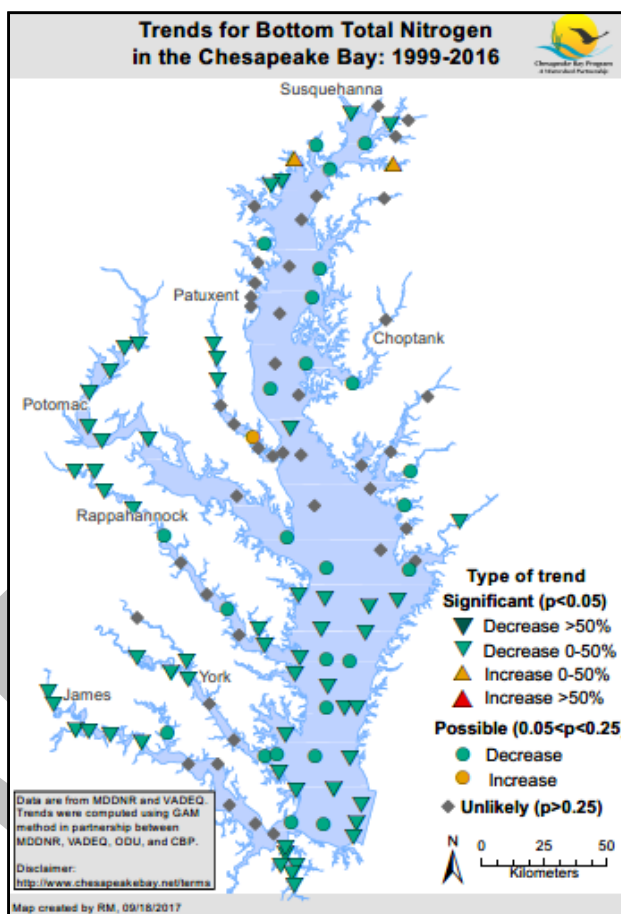 Trends for Bottom Total Nitrogen
in the Chesapeake Bay: 1999-2016
Chesapeake Bay Program
A Watershed Partnership
Susquehanna
Patuxent
Choptank
Potomac
Rappahannock
York
James
Type of trend
Significant (p<0.05)
Decrease >50%
Decrease 0-50%
Increase 0-50%
Increase >50%
Possible (0.05<p<0.25
Decrease
Increase
Unlikely (p>0.25)
Data are from MDDNR and VADEQ.
Trends were computed using GAM
method in partnership between
MDDNR, VADEQ, ODU, and CBP.
Disclaimer:
http://www.chesapeakebay.net/terms
N
0 25 50
Kilometers
Map created by RM, 09/18/2017